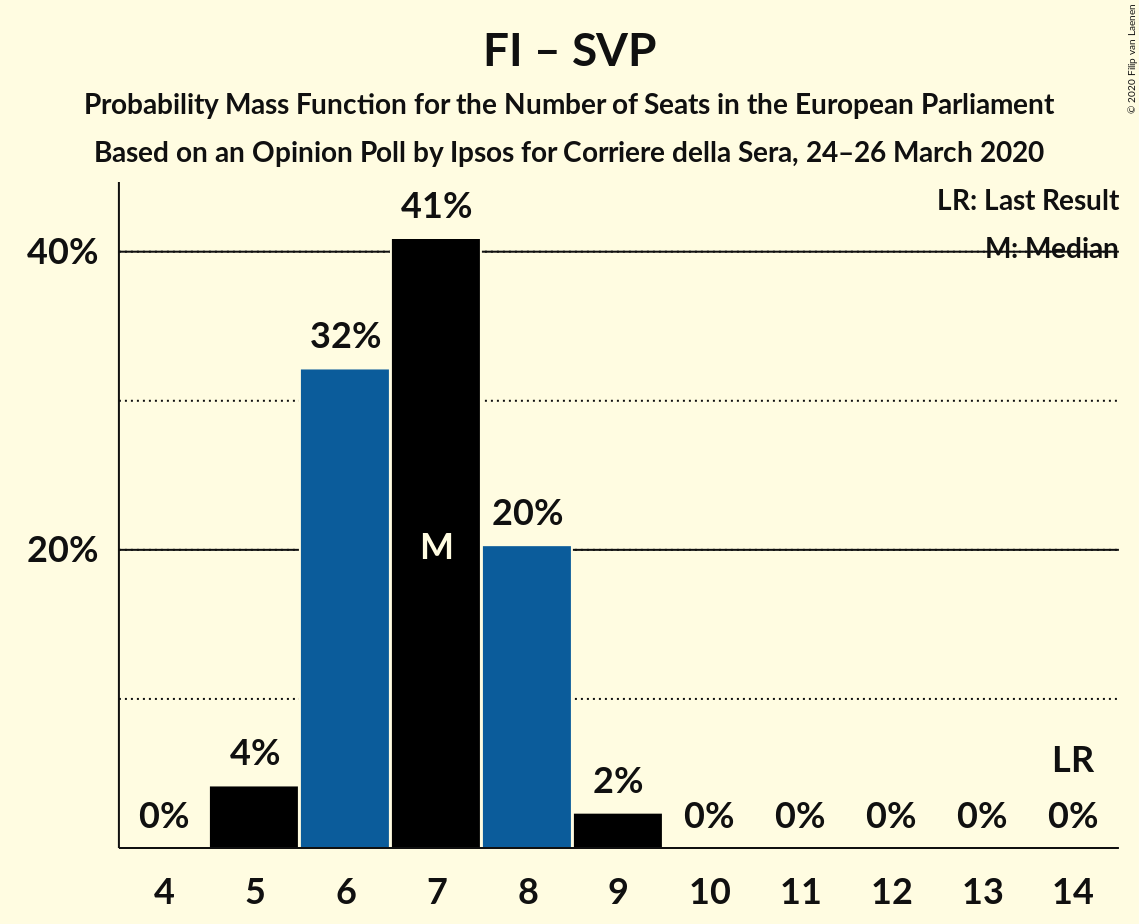 FI – SVP
Probability Mass Function for the Number of Seats in the European Parliament
Based on an Opinion Poll by Ipsos for Corriere della Sera, 24–26 March 2020
© 2020 Filip van Laenen
LR: Last Result
M: Median
40%
20%
0%
4%
32%
41%
M
20%
2%
0%
0%
0%
0%
LR
0%
4 5 6 7 8 9 10 11 12 13 14